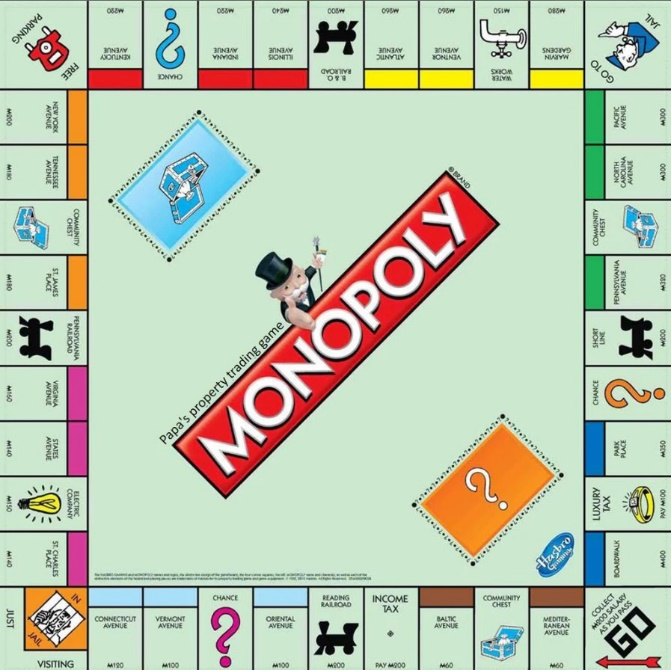 FREE
PARKING
KENTUCKY
AVENUE
M220
CHANCE
INDIANA
AVENUE
M220
ILLINOIS
AVENUE
M240
B. & O.
RAILROAD
M200
ATLANTIC
AVENUE
M260
VENTNOR
AVENUE
M260
WATER
WORKS
M150
MARVIN
GARDENS
M280
GO TO
JAIL
NEW YORK
AVENUE
M200
TENNESSEE
AVENUE
M180
COMMUNITY
CHEST
ST. JAMES
PLACE
M180
PENNSYLVANIA
RAILROAD
M200
VIRGINIA
AVENUE
M160
STATES
AVENUE
M140
ELECTRIC
COMPANY
M150
ST. CHARLES
PLACE
M140
PACIFIC
AVENUE
M300
NORTH
CAROLINA
AVENUE
M300
COMMUNITY
CHEST
PENNSYLVANIA
AVENUE
M320
SHORT
LINE
M200
CHANCE
PARK
PLACE
M350
LUXURY
TAX
PAY M100
BOARDWALK
M400
® BRAND
MONOPOLY
Papa's property trading game
?
Hasbro
Gaming
JUST
VISITING
IN
JAIL
CONNECTICUT
AVENUE
M120
VERMONT
AVENUE
M100
CHANCE
?
ORIENTAL
AVENUE
M100
READING
RAILROAD
M200
INCOME
TAX
PAY M200
BALTIC
AVENUE
M60
COMMUNITY
CHEST
MEDITER-
RANEAN
AVENUE
M60
COLLECT
M200 SALARY
AS YOU PASS
GO